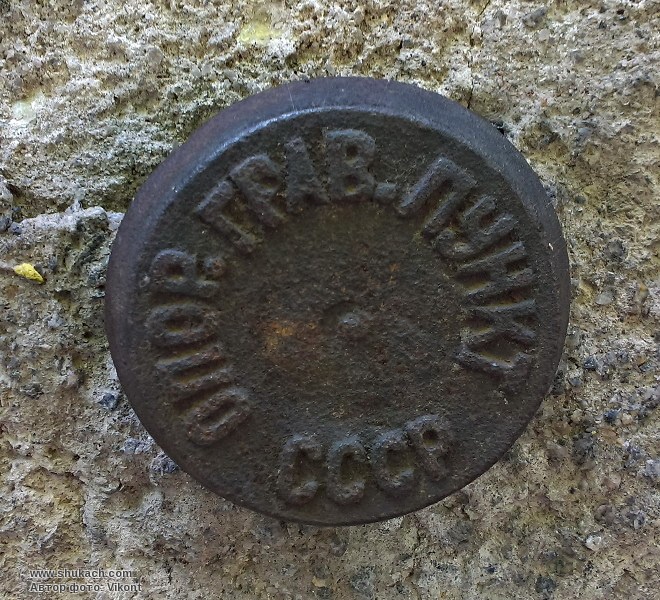 ОПОР. ГРАВ. ПУНКТ
СССР
www.shukach.com
Автор фото: Vikont